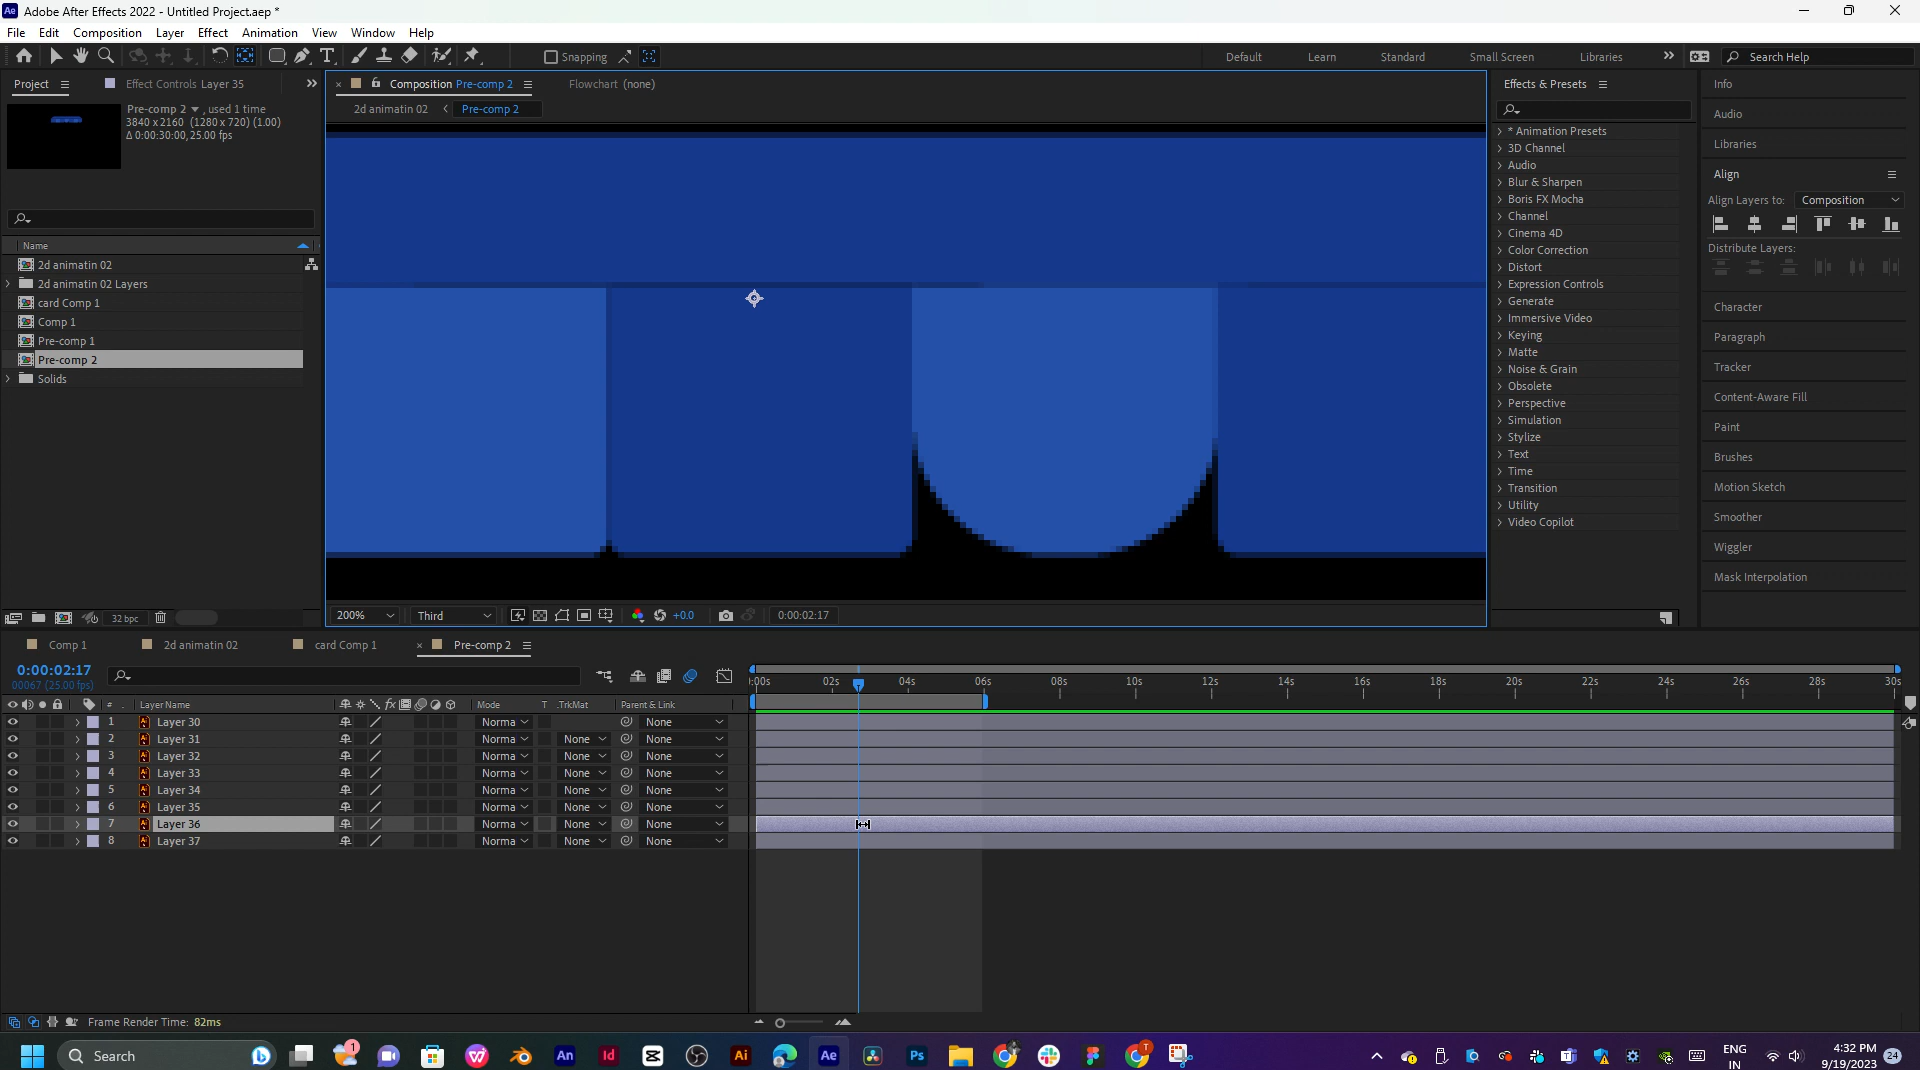 Ae Adobe After Effects 2022 - Untitled Project.aep *
File Edit Composition Layer Effect Animation View Window Help
Snapping
Default Learn Standard Small Screen Libraries Search Help
Project Effect Controls Layer 35
Composition Pre-comp 2 Flowchart (none)
2d animatin 02 Pre-comp 2
Pre-comp 2 , used 1 time
3840 x 2160 (1280 x 720) (1.00)
Δ 0:00:30:00, 25.00 fps
Name
2d animatin 02
2d animatin 02 Layers
card Comp 1
Comp 1
Pre-comp 1
Pre-comp 2
Solids
32 bpc
200% Third +0.0 0:00:02:17
Effects & Presets
* Animation Presets
3D Channel
Audio
Blur & Sharpen
Boris FX Mocha
Channel
Cinema 4D
Color Correction
Distort
Expression Controls
Generate
Immersive Video
Keying
Matte
Noise & Grain
Obsolete
Perspective
Simulation
Stylize
Text
Time
Transition
Utility
Video Copilot
Info
Audio
Libraries
Align
Align Layers to: Composition
Distribute Layers:
Character
Paragraph
Tracker
Content-Aware Fill
Paint
Brushes
Motion Sketch
Smoother
Wiggler
Mask Interpolation
Comp 1 2d animatin 02 card Comp 1 Pre-comp 2
0:00:02:17
00067 (25.00 fps)
):00s 02s 04s 06s 08s 10s 12s 14s 16s 18s 20s 22s 24s 26s 28s 30s
# Layer Name fx Mode T .TrkMat Parent & Link
1 Layer 30 Norma None
2 Layer 31 Norma None None
3 Layer 32 Norma None None
4 Layer 33 Norma None None
5 Layer 34 Norma None None
6 Layer 35 Norma None None
7 Layer 36 Norma None None
8 Layer 37 Norma None None
Frame Render Time: 82ms
Search 1 An Id Ai Ae Ps T
ENG
IN
4:32 PM
9/19/2023
24